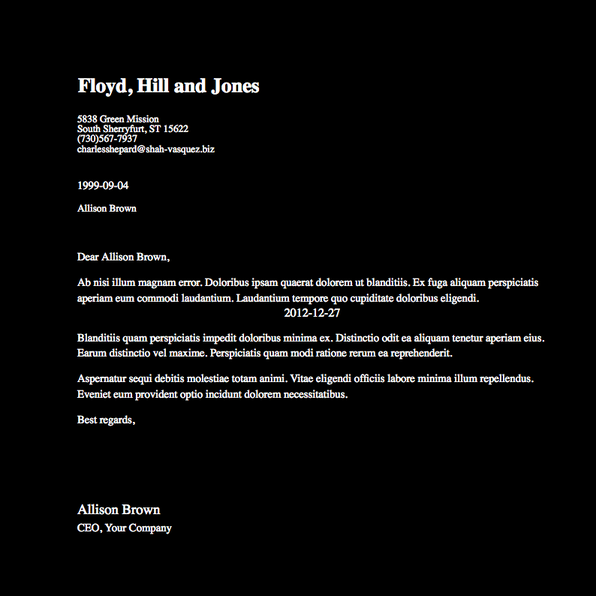 Floyd, Hill and Jones
5838 Green Mission
South Sherryfurt, ST 15622
(730)567-7937
charlesshepard@shah-vasquez.biz
1999-09-04
Allison Brown
Dear Allison Brown,
Ab nisi illum magnam error. Doloribus ipsam quaerat dolorem ut blanditiis. Ex fuga aliquam perspiciatis
aperiam eum commodi laudantium. Laudantium tempore quo cupiditate doloribus eligendi.
2012-12-27
Blanditiis quam perspiciatis impedit doloribus minima ex. Distinctio odit ea aliquam tenetur aperiam eius.
Earum distinctio vel maxime. Perspiciatis quam modi ratione rerum ea reprehenderit.
Aspernatur sequi debitis molestiae totam animi. Vitae eligendi officiis labore minima illum repellendus.
Eveniet eum provident optio incidunt dolorem necessitatibus.
Best regards,
Allison Brown
CEO, Your Company